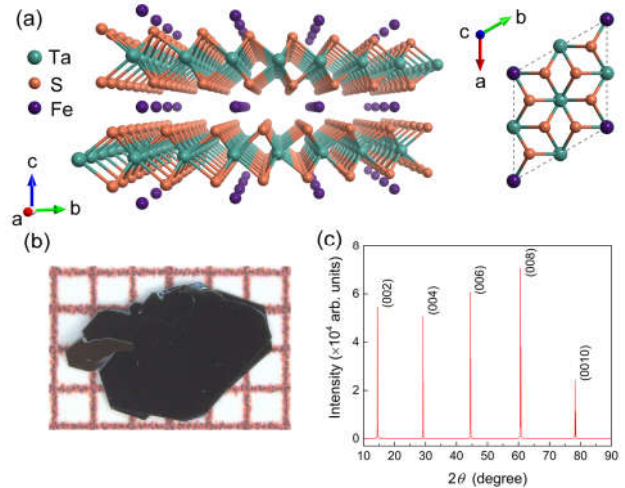 (a)
Ta
S
Fe
c
a
b
c
b
a
(b)
(c)
Intensity (×10⁴ arb. units)
8
6
4
2
0
(002)
(004)
(006)
(008)
(0010)
10 20 30 40 50 60 70 80 90
2θ (degree)